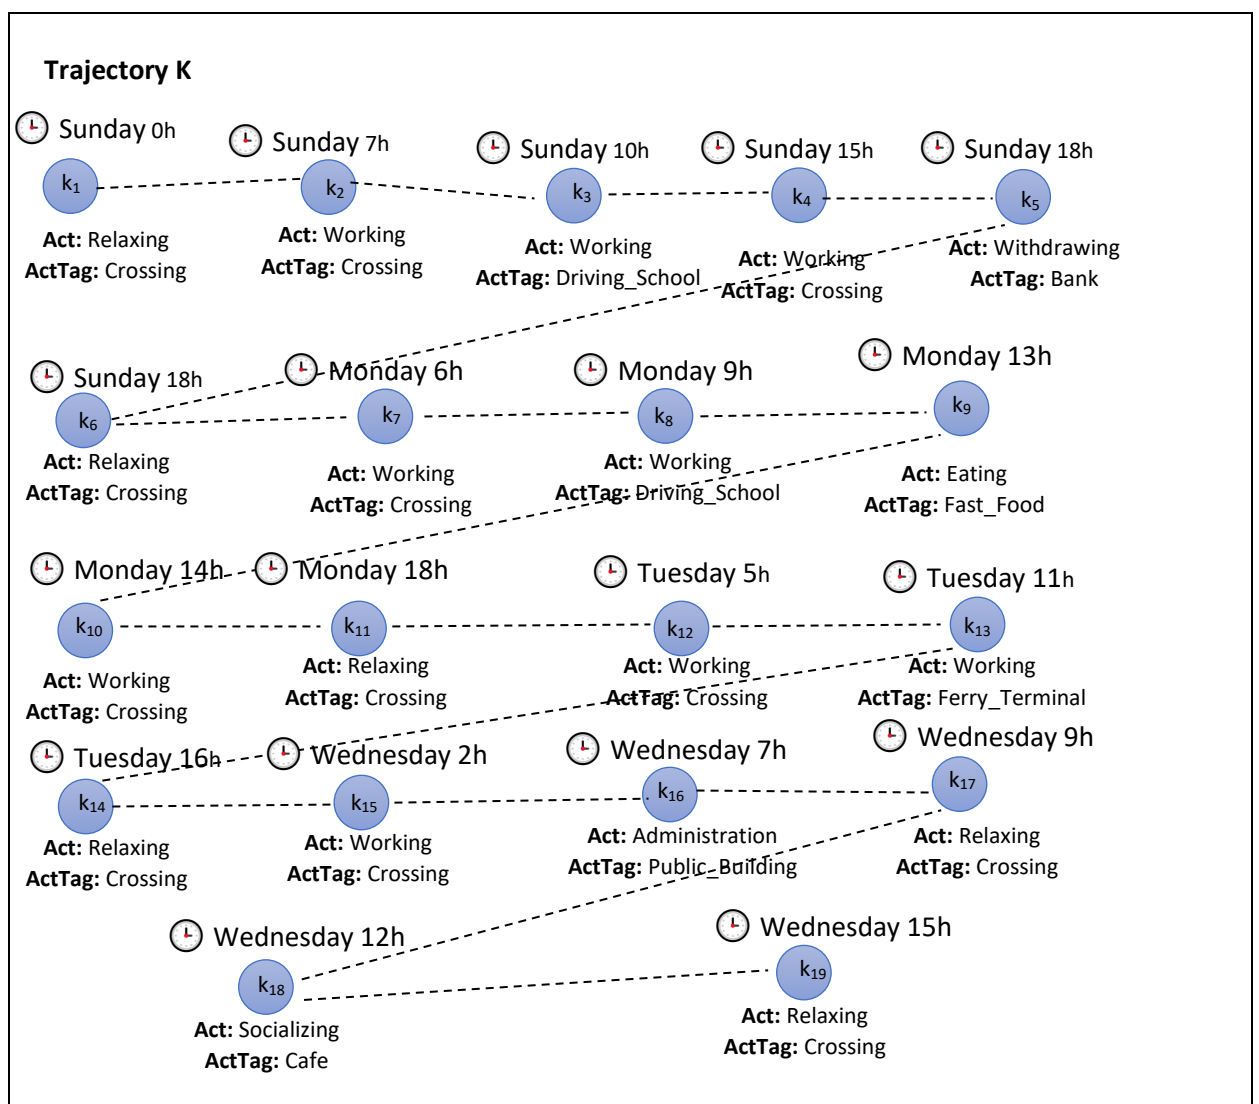 Trajectory K
Sunday 0h
Sunday 7h
Sunday 10h
Sunday 15h
Sunday 18h
k1
k2
k3
k4
k5
Act: Relaxing
ActTag: Crossing
Act: Working
ActTag: Crossing
Act: Working
ActTag: Driving_School
Act: Working
ActTag: Crossing
Act: Withdrawing
ActTag: Bank
Sunday 18h
Monday 6h
Monday 9h
Monday 13h
k6
k7
k8
k9
Act: Relaxing
ActTag: Crossing
Act: Working
ActTag: Crossing
Act: Working
ActTag: Driving_School
Act: Eating
ActTag: Fast_Food
Monday 14h
Monday 18h
Tuesday 5h
Tuesday 11h
k10
k11
k12
k13
Act: Working
ActTag: Crossing
Act: Relaxing
ActTag: Crossing
Act: Working
ActTag: Crossing
Act: Working
ActTag: Ferry_Terminal
Tuesday 16h
Wednesday 2h
Wednesday 7h
Wednesday 9h
k14
k15
k16
k17
Act: Relaxing
ActTag: Crossing
Act: Working
ActTag: Crossing
Act: Administration
ActTag: Public_Building
Act: Relaxing
ActTag: Crossing
Wednesday 12h
Wednesday 15h
k18
k19
Act: Socializing
ActTag: Cafe
Act: Relaxing
ActTag: Crossing